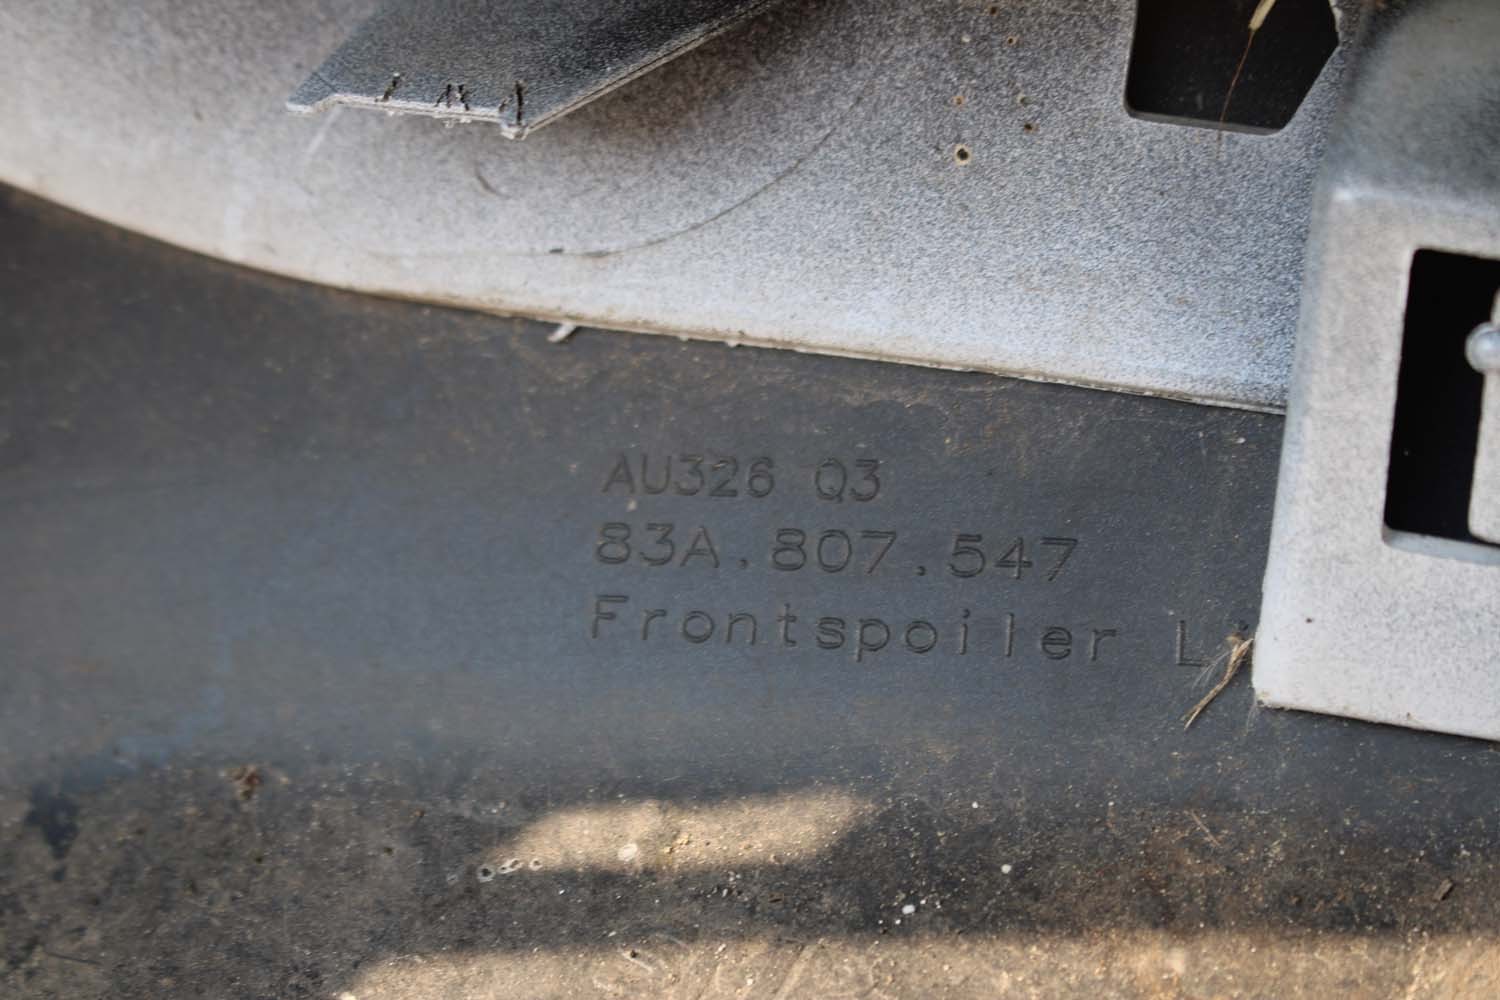 AU326 Q3
83A.807.547
Frontspoiler